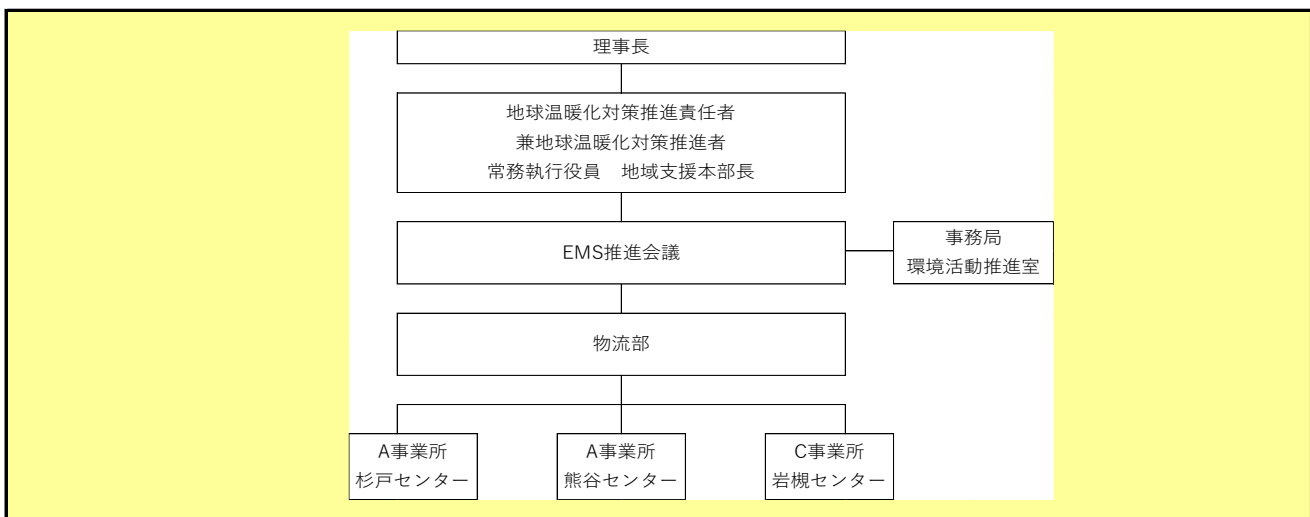 理事長
地球温暖化対策推進責任者
兼地球温暖化対策推進者
常務執行役員　地域支援本部長
EMS推進会議
事務局
環境活動推進室
物流部
A事業所
杉戸センター
A事業所
熊谷センター
C事業所
岩槻センター